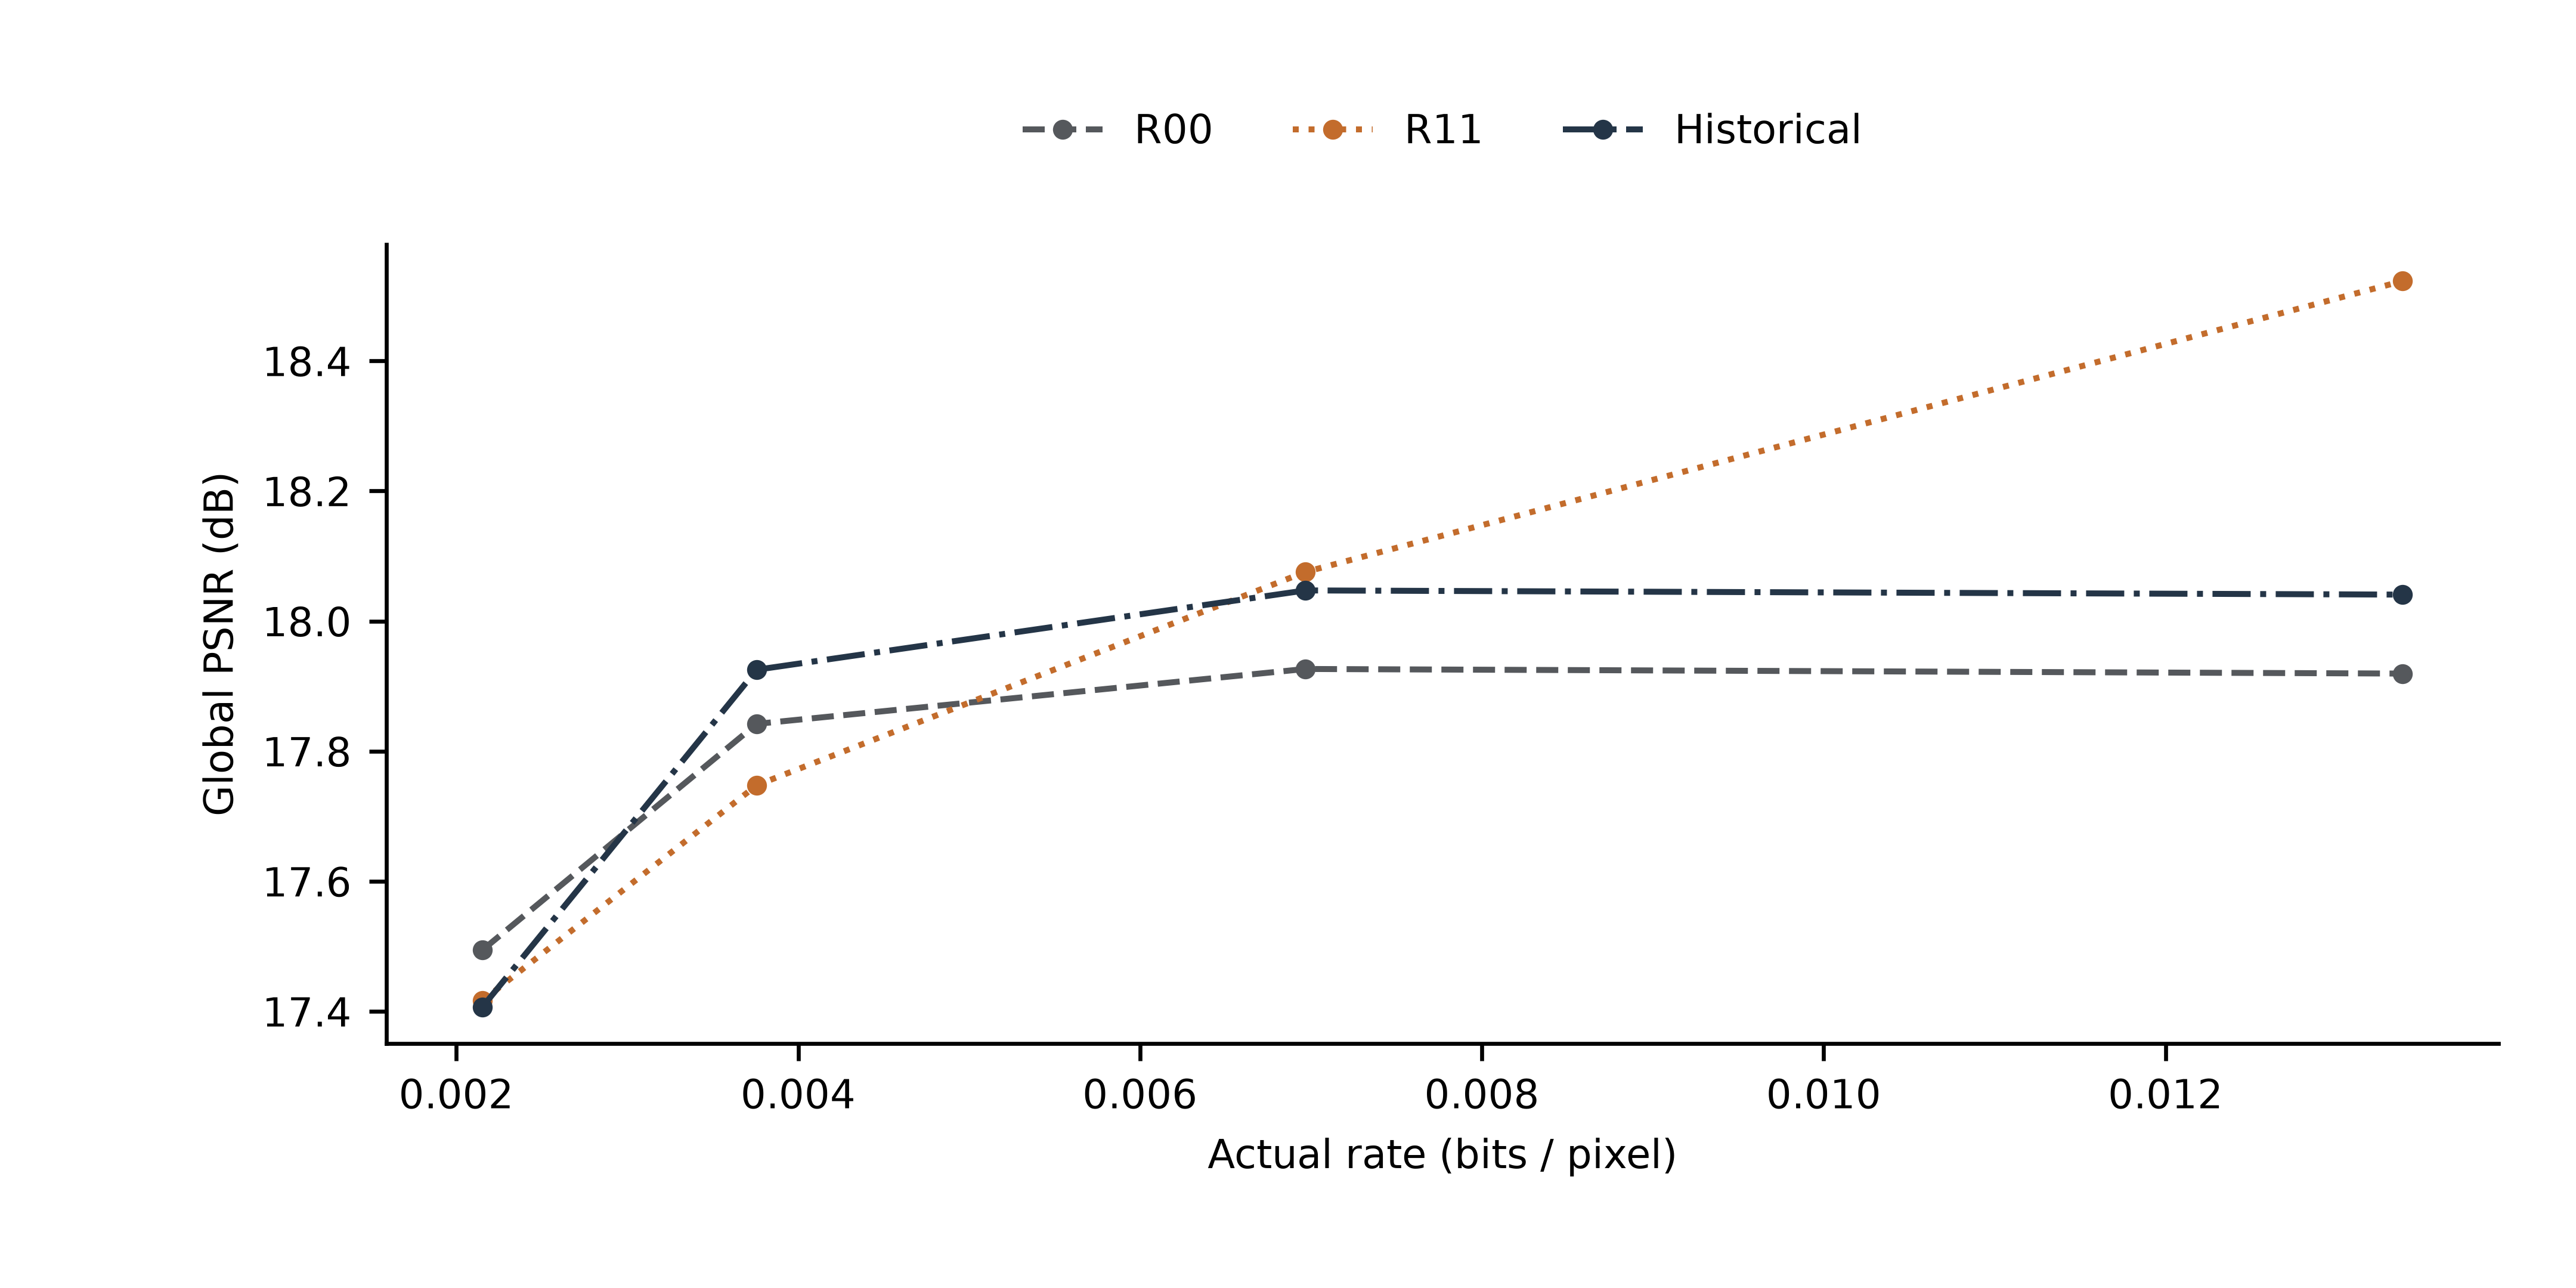 R00 R11 Historical
Global PSNR (dB)
18.4
18.2
18.0
17.8
17.6
17.4
0.002 0.004 0.006 0.008 0.010 0.012
Actual rate (bits / pixel)